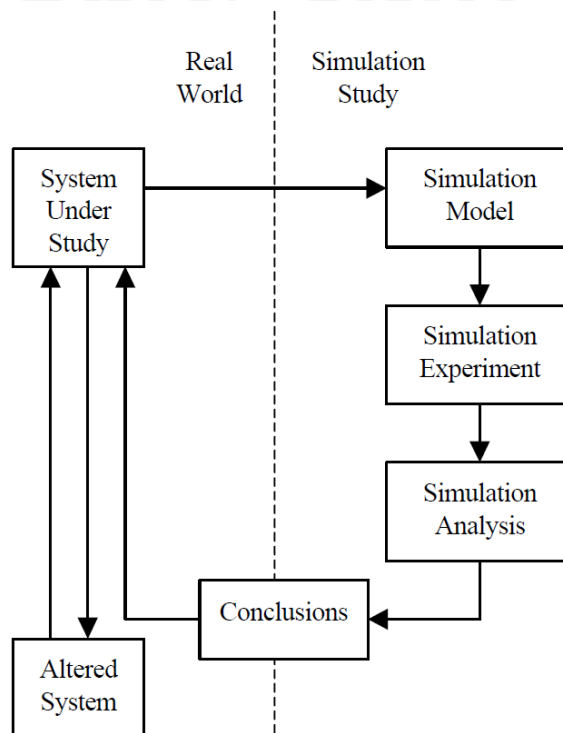 Real
World
Simulation
Study
System
Under
Study
Simulation
Model
Simulation
Experiment
Simulation
Analysis
Conclusions
Altered
System